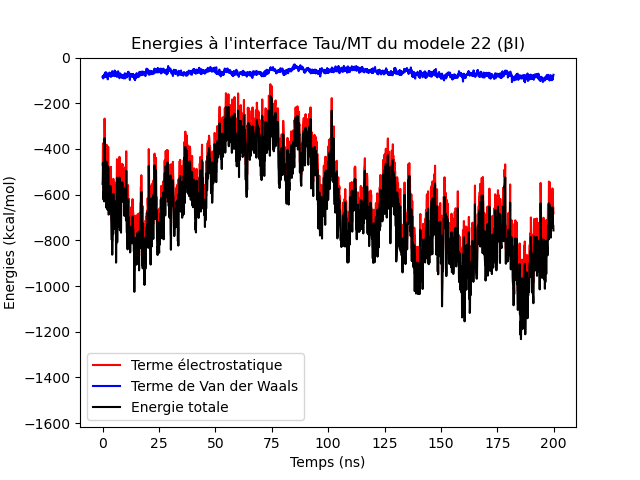 Energies à l'interface Tau/MT du modele 22 (βI)
Energies (kcal/mol)
0
−200
−400
−600
−800
−1000
−1200
−1400
−1600
Terme électrostatique
Terme de Van der Waals
Energie totale
0 25 50 75 100 125 150 175 200
Temps (ns)